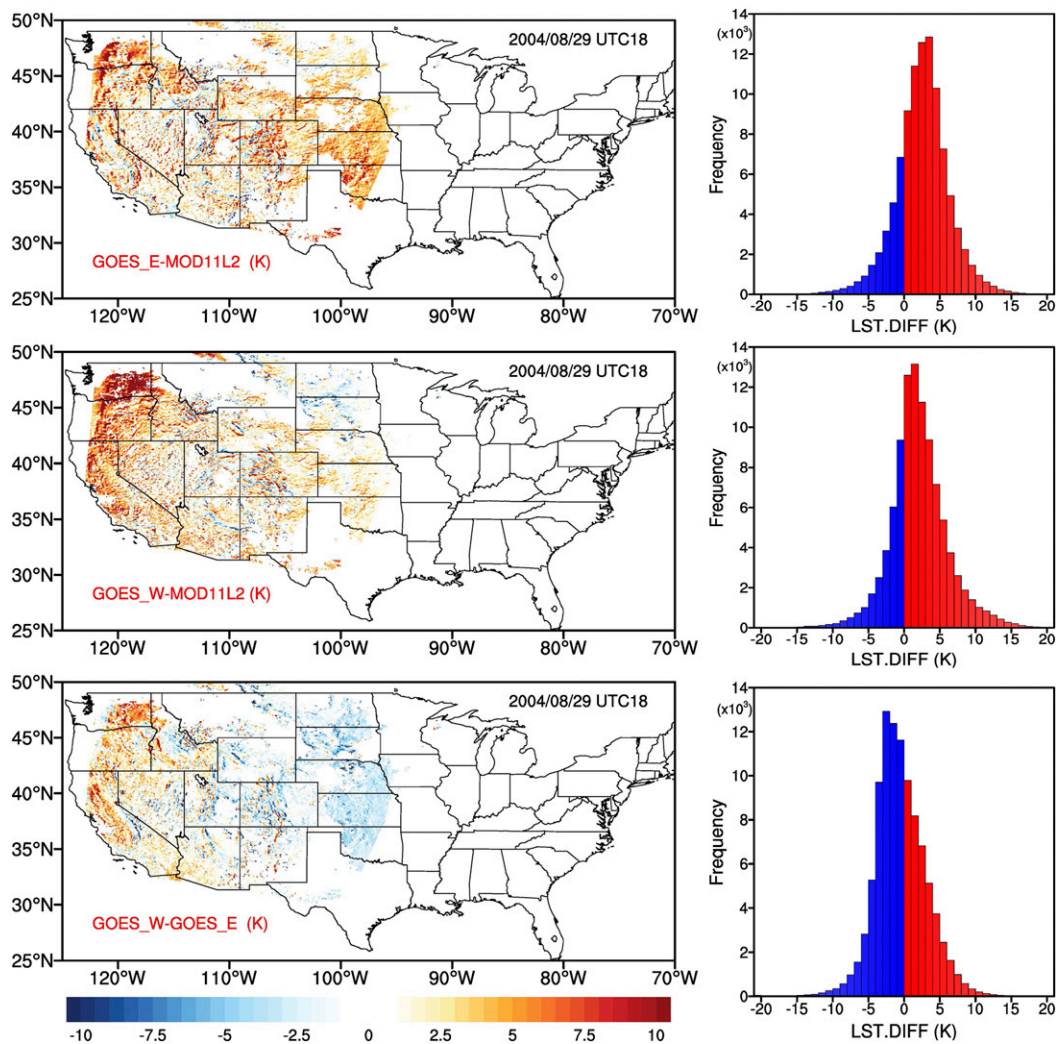 50°N
2004/08/29 UTC18
45°N
40°N
35°N
30°N
GOES_E-MOD11L2 (K)
25°N
120°W 110°W 100°W 90°W 80°W 70°W
14
(x10³)
12
10
8
6
4
2
0
Frequency
-20 -15 -10 -5 0 5 10 15 20
LST.DIFF (K)
50°N
2004/08/29 UTC18
45°N
40°N
35°N
30°N
GOES_W-MOD11L2 (K)
25°N
120°W 110°W 100°W 90°W 80°W 70°W
14
(x10³)
12
10
8
6
4
2
0
Frequency
-20 -15 -10 -5 0 5 10 15 20
LST.DIFF (K)
50°N
2004/08/29 UTC18
45°N
40°N
35°N
30°N
GOES_W-GOES_E (K)
25°N
120°W 110°W 100°W 90°W 80°W 70°W
14
(x10³)
12
10
8
6
4
2
0
Frequency
-20 -15 -10 -5 0 5 10 15 20
LST.DIFF (K)
-10 -7.5 -5 -2.5 0 2.5 5 7.5 10